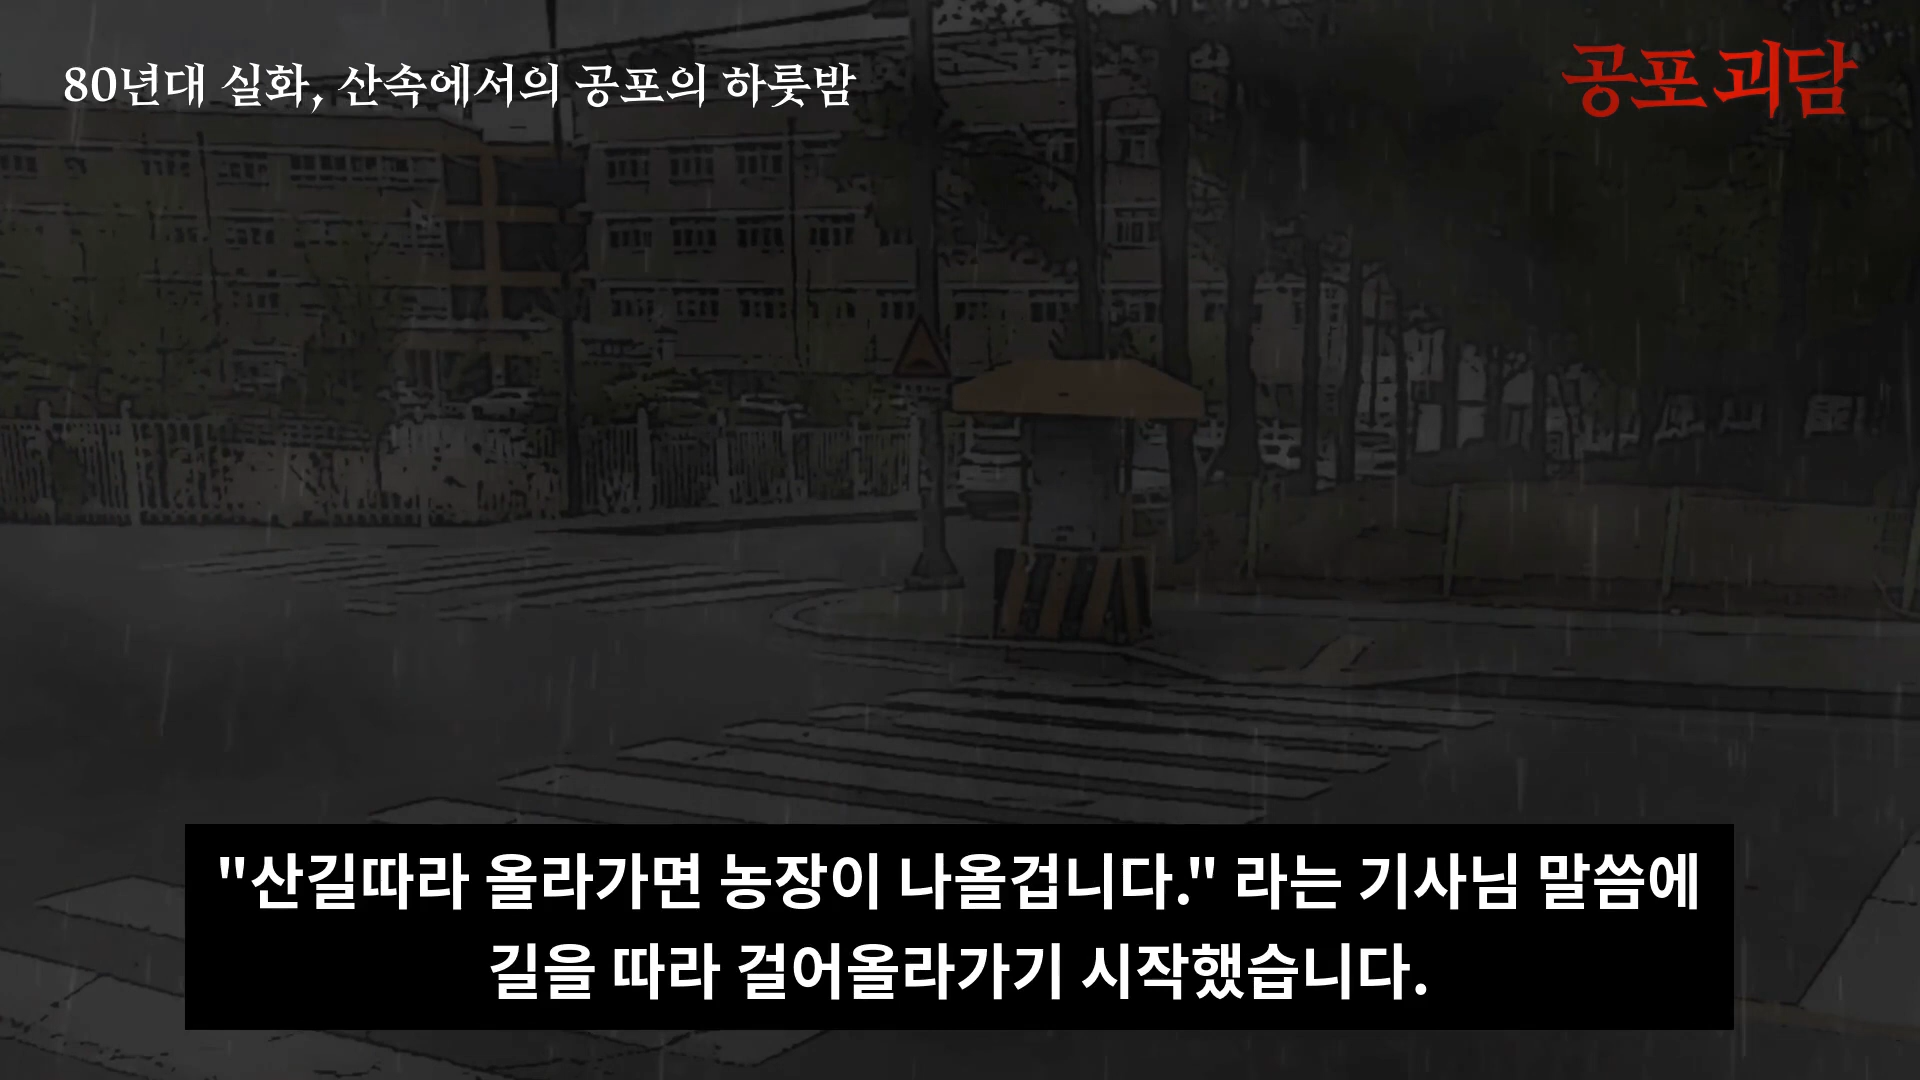 80년대 실화, 산속에서의 공포의 하룻밤
공포 괴담
"산길따라 올라가면 농장이 나올겁니다." 라는 기사님 말씀에
길을 따라 걸어올라가기 시작했습니다.